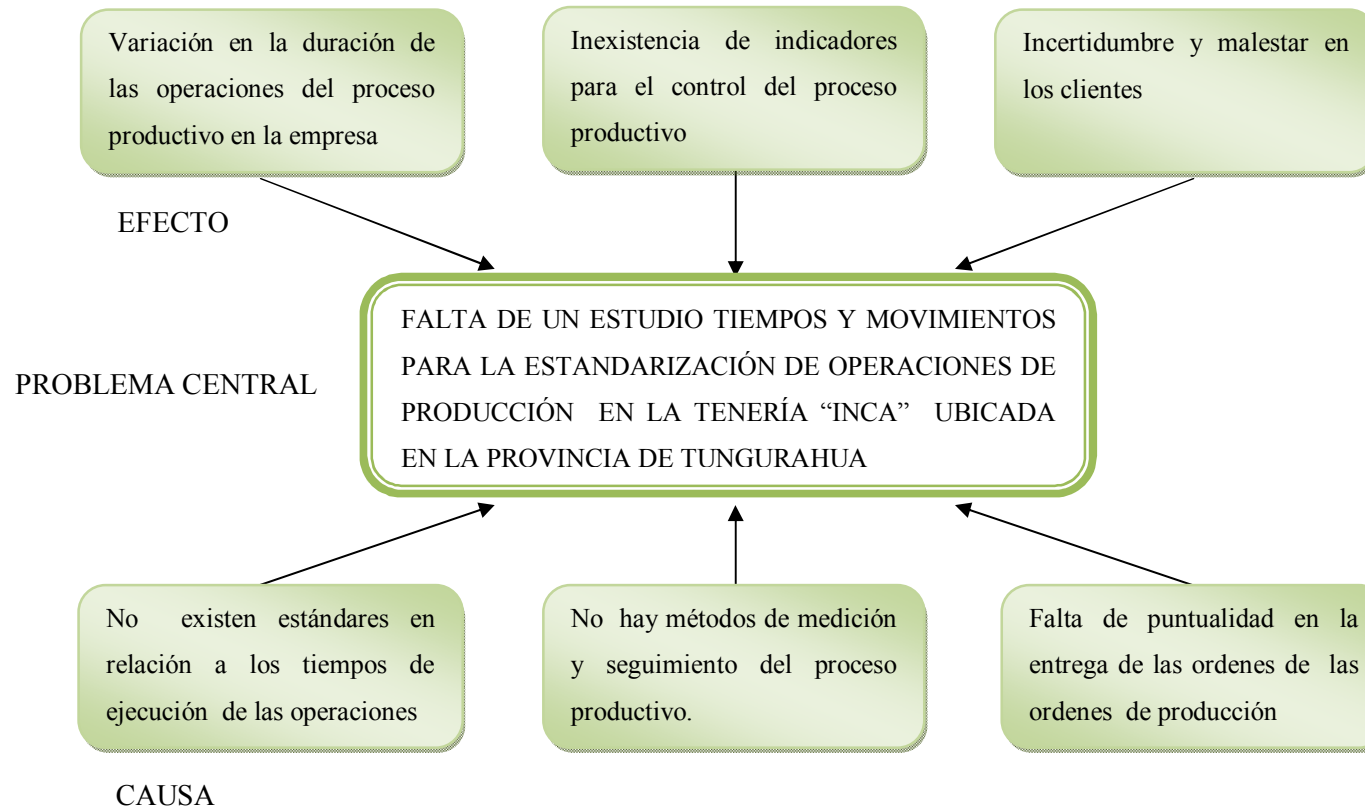 Variación en la duración de
las operaciones del proceso
productivo en la empresa
Inexistencia de indicadores
para el control del proceso
productivo
Incertidumbre y malestar en
los clientes
EFECTO
PROBLEMA CENTRAL
FALTA DE UN ESTUDIO TIEMPOS Y MOVIMIENTOS
PARA LA ESTANDARIZACIÓN DE OPERACIONES DE
PRODUCCIÓN EN LA TENERÍA “INCA” UBICADA
EN LA PROVINCIA DE TUNGURAHUA
No existen estándares en
relación a los tiempos de
ejecución de las operaciones
No hay métodos de medición
y seguimiento del proceso
productivo.
Falta de puntualidad en la
entrega de las ordenes de las
ordenes de producción
CAUSA